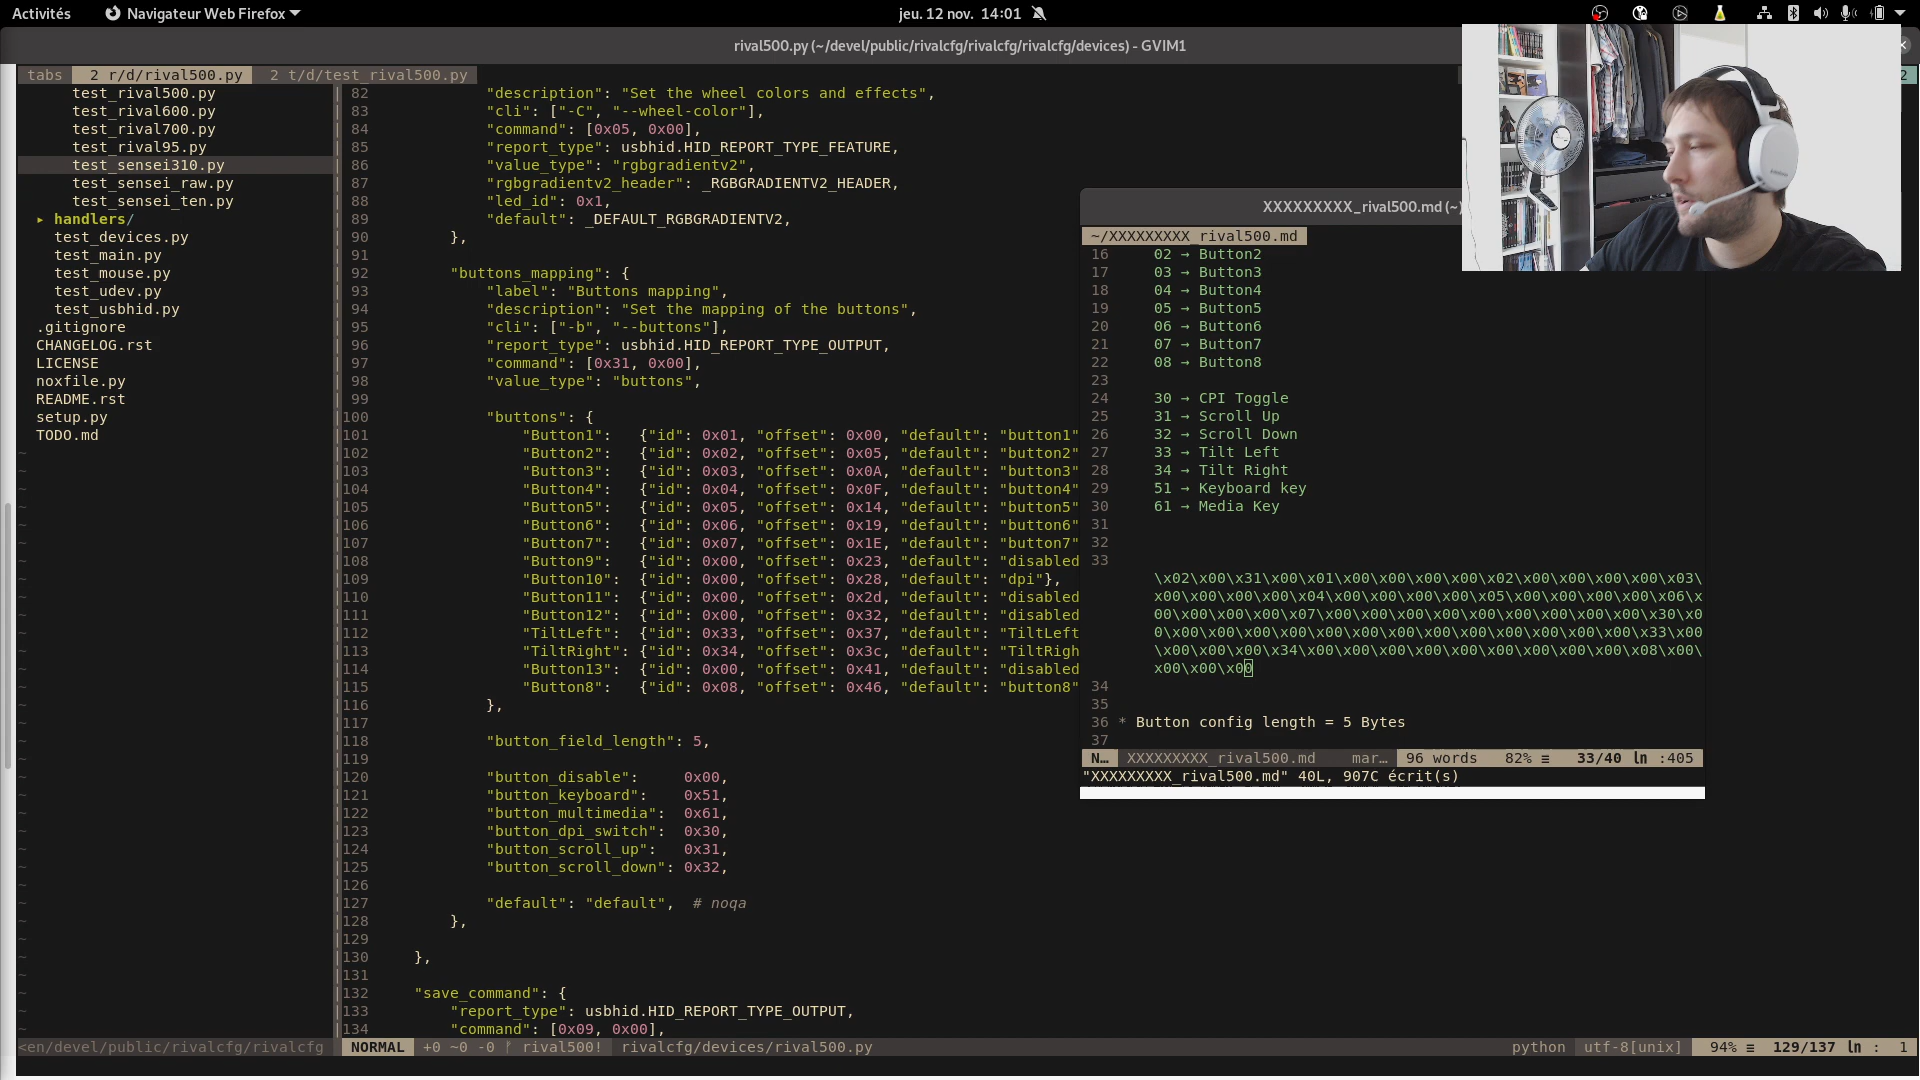 Activités
Navigateur Web Firefox
jeu. 12 nov. 14:01
rival500.py (~/devel/public/rivalcfg/rivalcfg/rivalcfg/devices) - GVIM1
tabs 2 r/d/rival500.py 2 t/d/test_rival500.py
2
test_rival500.py
test_rival600.py
test_rival700.py
test_rival95.py
test_sensei310.py
test_sensei_raw.py
test_sensei_ten.py
▸ handlers/
test_devices.py
test_main.py
test_mouse.py
test_udev.py
test_usbhid.py
.gitignore
CHANGELOG.rst
LICENSE
noxfile.py
README.rst
setup.py
TODO.md
<en/devel/public/rivalcfg/rivalcfg
82 "description": "Set the wheel colors and effects",
83 "cli": ["-C", "--wheel-color"],
84 "command": [0x05, 0x00],
85 "report_type": usbhid.HID_REPORT_TYPE_FEATURE,
86 "value_type": "rgbgradientv2",
87 "rgbgradientv2_header": _RGBGRADIENTV2_HEADER,
88 "led_id": 0x1,
89 "default": _DEFAULT_RGBGRADIENTV2,
90 },
91
92 "buttons_mapping": {
93 "label": "Buttons mapping",
94 "description": "Set the mapping of the buttons",
95 "cli": ["-b", "--buttons"],
96 "report_type": usbhid.HID_REPORT_TYPE_OUTPUT,
97 "command": [0x31, 0x00],
98 "value_type": "buttons",
99
100 "buttons": {
101 "Button1": {"id": 0x01, "offset": 0x00, "default": "button1"
102 "Button2": {"id": 0x02, "offset": 0x05, "default": "button2"
103 "Button3": {"id": 0x03, "offset": 0x0A, "default": "button3"
104 "Button4": {"id": 0x04, "offset": 0x0F, "default": "button4"
105 "Button5": {"id": 0x05, "offset": 0x14, "default": "button5"
106 "Button6": {"id": 0x06, "offset": 0x19, "default": "button6"
107 "Button7": {"id": 0x07, "offset": 0x1E, "default": "button7"
108 "Button9": {"id": 0x00, "offset": 0x23, "default": "disabled
109 "Button10": {"id": 0x00, "offset": 0x28, "default": "dpi"},
110 "Button11": {"id": 0x00, "offset": 0x2d, "default": "disabled
111 "Button12": {"id": 0x00, "offset": 0x32, "default": "disabled
112 "TiltLeft": {"id": 0x33, "offset": 0x37, "default": "TiltLeft
113 "TiltRight": {"id": 0x34, "offset": 0x3c, "default": "TiltRigh
114 "Button13": {"id": 0x00, "offset": 0x41, "default": "disabled
115 "Button8": {"id": 0x08, "offset": 0x46, "default": "button8"
116 },
117
118 "button_field_length": 5,
119
120 "button_disable": 0x00,
121 "button_keyboard": 0x51,
122 "button_multimedia": 0x61,
123 "button_dpi_switch": 0x30,
124 "button_scroll_up": 0x31,
125 "button_scroll_down": 0x32,
126
127 "default": "default", # noqa
128 },
129
130 },
131
132 "save_command": {
133 "report_type": usbhid.HID_REPORT_TYPE_OUTPUT,
134 "command": [0x09, 0x00],
NORMAL +0 ~0 -0 ᚠ rival500! rivalcfg/devices/rival500.py python utf-8[unix] 94% ≡ 129/137 ln : 1
XXXXXXXXX_rival500.md (~)
~/XXXXXXXXX_rival500.md
16 02 → Button2
17 03 → Button3
18 04 → Button4
19 05 → Button5
20 06 → Button6
21 07 → Button7
22 08 → Button8
23
24 30 → CPI Toggle
25 31 → Scroll Up
26 32 → Scroll Down
27 33 → Tilt Left
28 34 → Tilt Right
29 51 → Keyboard key
30 61 → Media Key
31
32
33
\x02\x00\x31\x00\x01\x00\x00\x00\x00\x02\x00\x00\x00\x00\x03\
x00\x00\x00\x00\x04\x00\x00\x00\x00\x05\x00\x00\x00\x00\x06\x
00\x00\x00\x00\x07\x00\x00\x00\x00\x00\x00\x00\x00\x00\x30\x0
0\x00\x00\x00\x00\x00\x00\x00\x00\x00\x00\x00\x00\x00\x33\x00
\x00\x00\x00\x34\x00\x00\x00\x00\x00\x00\x00\x00\x00\x08\x00\
x00\x00\x00
34
35
36 * Button config length = 5 Bytes
37
N… XXXXXXXXX_rival500.md mar… 96 words 82% ≡ 33/40 ln :405
"XXXXXXXXX_rival500.md" 40L, 907C écrit(s)